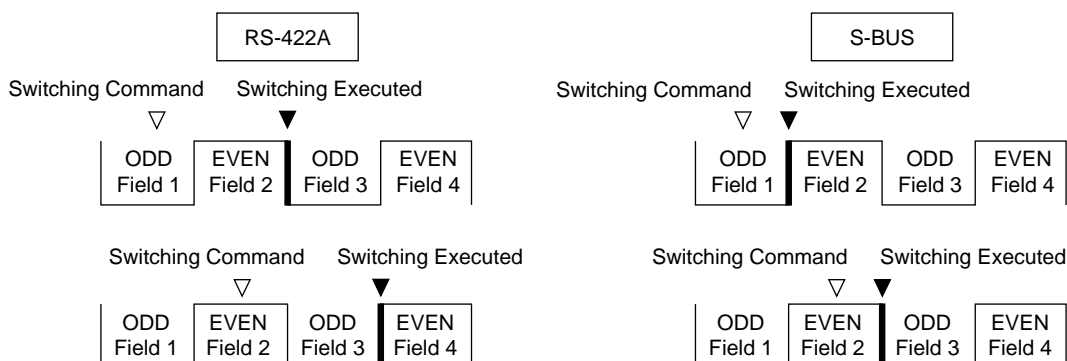 RS-422A
Switching Command Switching Executed
ODD EVEN ODD EVEN
Field 1 Field 2 Field 3 Field 4
Switching Command Switching Executed
ODD EVEN ODD EVEN
Field 1 Field 2 Field 3 Field 4
S-BUS
Switching Command Switching Executed
ODD EVEN ODD EVEN
Field 1 Field 2 Field 3 Field 4
Switching Command Switching Executed
ODD EVEN ODD EVEN
Field 1 Field 2 Field 3 Field 4